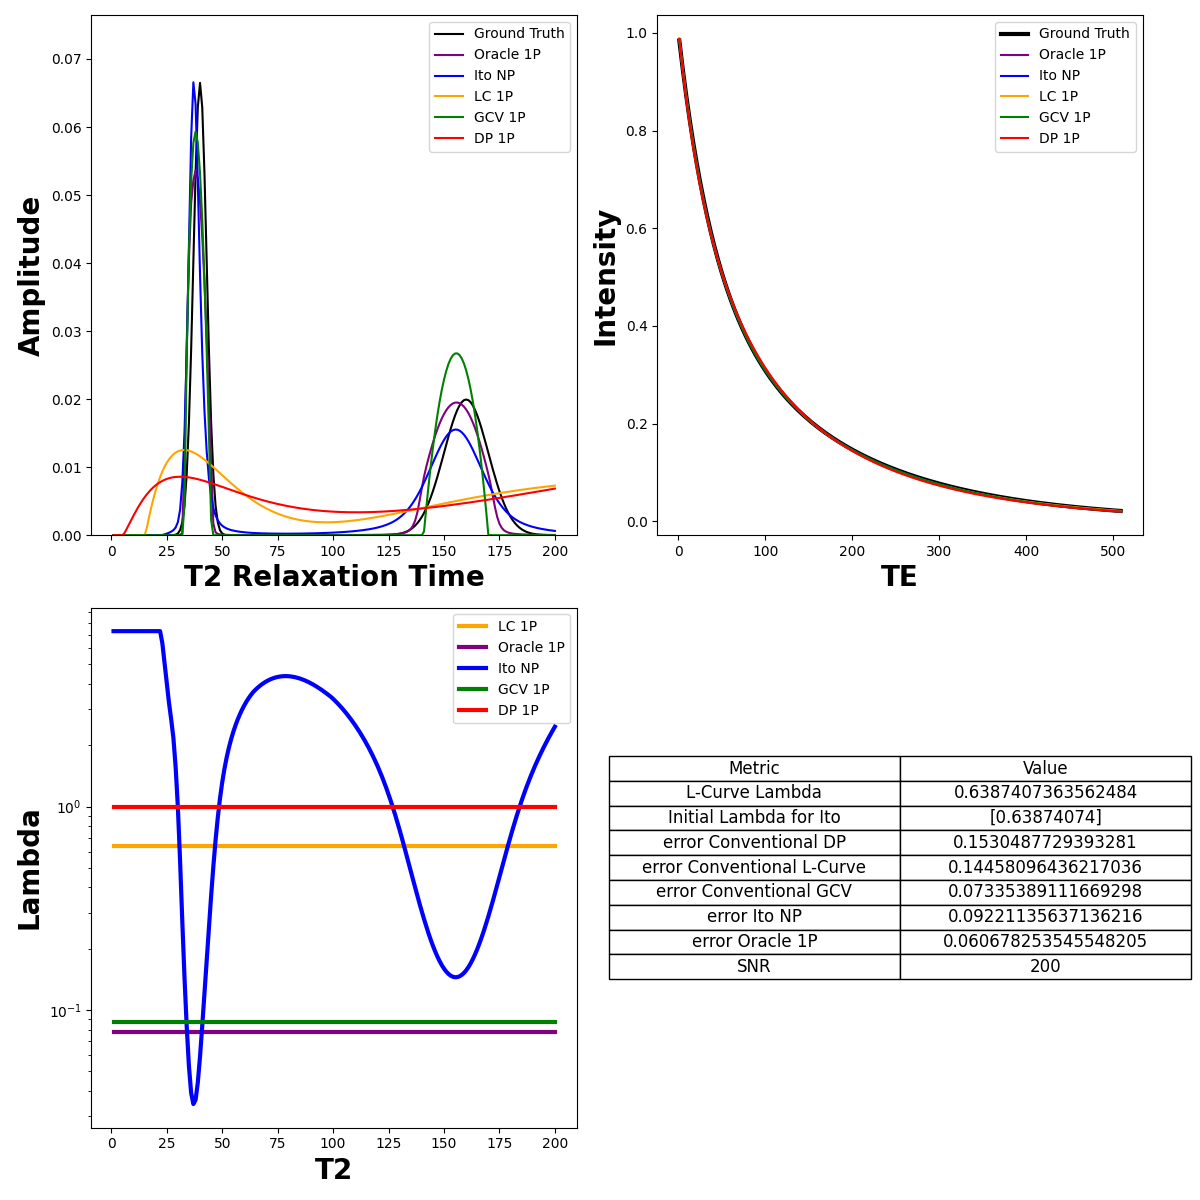 Ground Truth
Oracle 1P
Ito NP
LC 1P
GCV 1P
DP 1P
0.07
0.06
0.05
0.04
0.03
0.02
0.01
0.00
Amplitude
0 25 50 75 100 125 150 175 200
T2 Relaxation Time
Ground Truth
Oracle 1P
Ito NP
LC 1P
GCV 1P
DP 1P
1.0
0.8
0.6
0.4
0.2
0.0
Intensity
0 100 200 300 400 500
TE
LC 1P
Oracle 1P
Ito NP
GCV 1P
DP 1P
10⁰
10⁻¹
Lambda
0 25 50 75 100 125 150 175 200
T2
Metric Value
L-Curve Lambda 0.6387407363562484
Initial Lambda for Ito [0.63874074]
error Conventional DP 0.1530487729393281
error Conventional L-Curve 0.14458096436217036
error Conventional GCV 0.07335389111669298
error Ito NP 0.09221135637136216
error Oracle 1P 0.060678253545548205
SNR 200